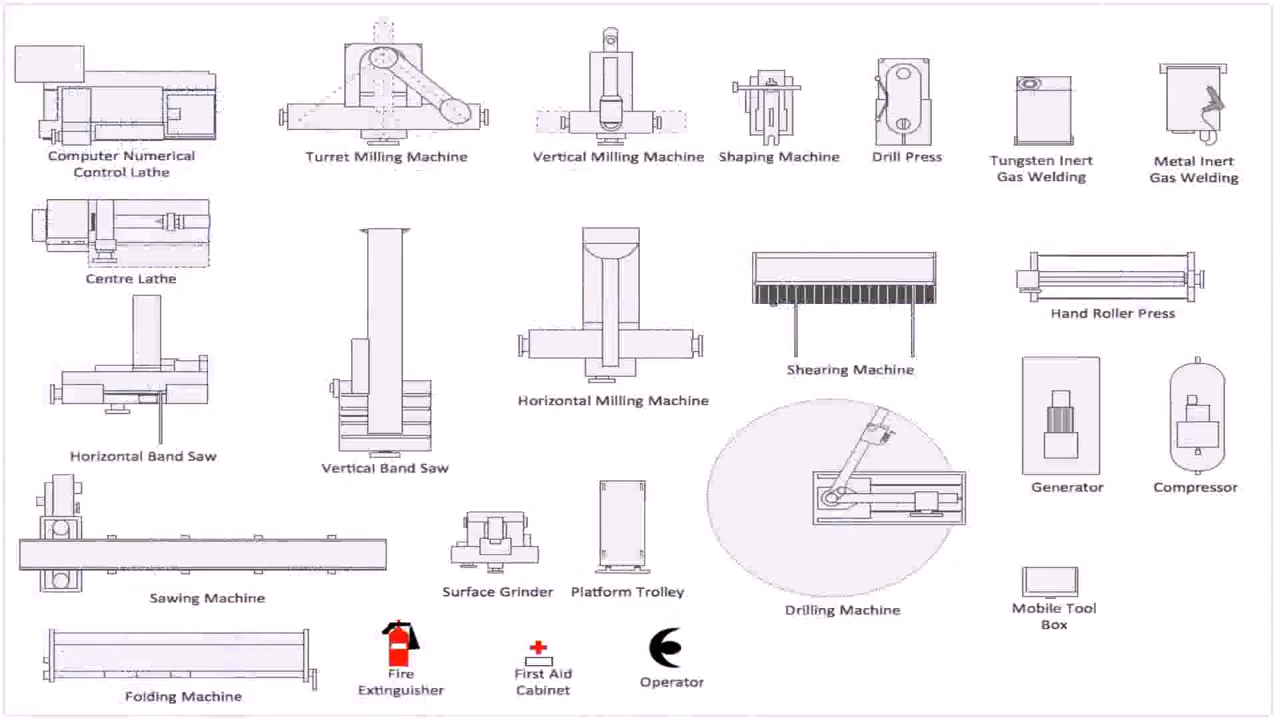 Computer Numerical
Control Lathe
Turret Milling Machine
Vertical Milling Machine
Shaping Machine
Drill Press
Tungsten Inert
Gas Welding
Metal Inert
Gas Welding
Centre Lathe
Hand Roller Press
Shearing Machine
Horizontal Milling Machine
Horizontal Band Saw
Vertical Band Saw
Generator
Compressor
Sawing Machine
Surface Grinder
Platform Trolley
Drilling Machine
Mobile Tool
Box
Folding Machine
Fire
Extinguisher
First Aid
Cabinet
Operator